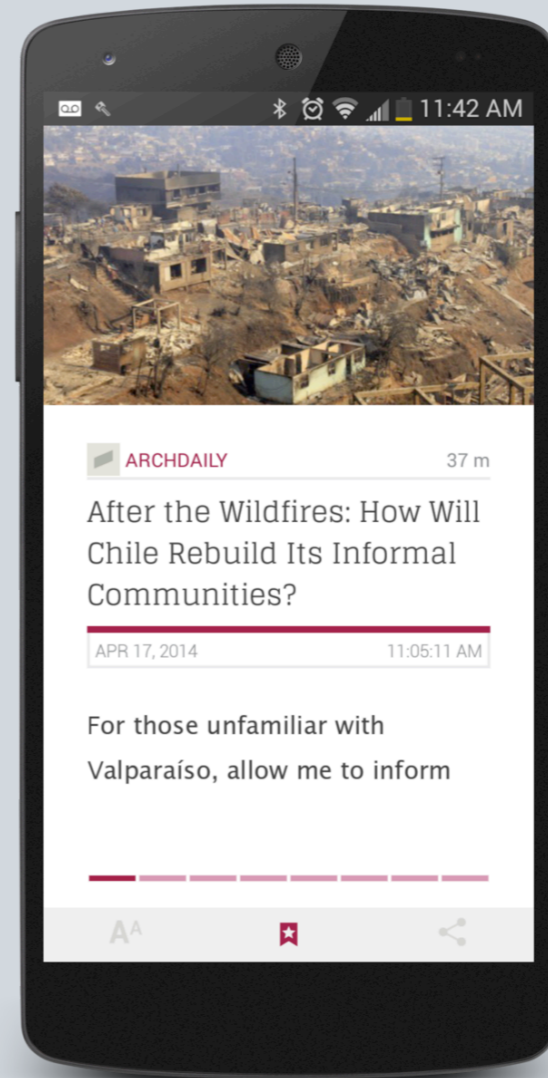 11:42 AM
ARCHDAILY 37 m
After the Wildfires: How Will
Chile Rebuild Its Informal
Communities?
APR 17, 2014 11:05:11 AM
For those unfamiliar with
Valparaíso, allow me to inform
AA